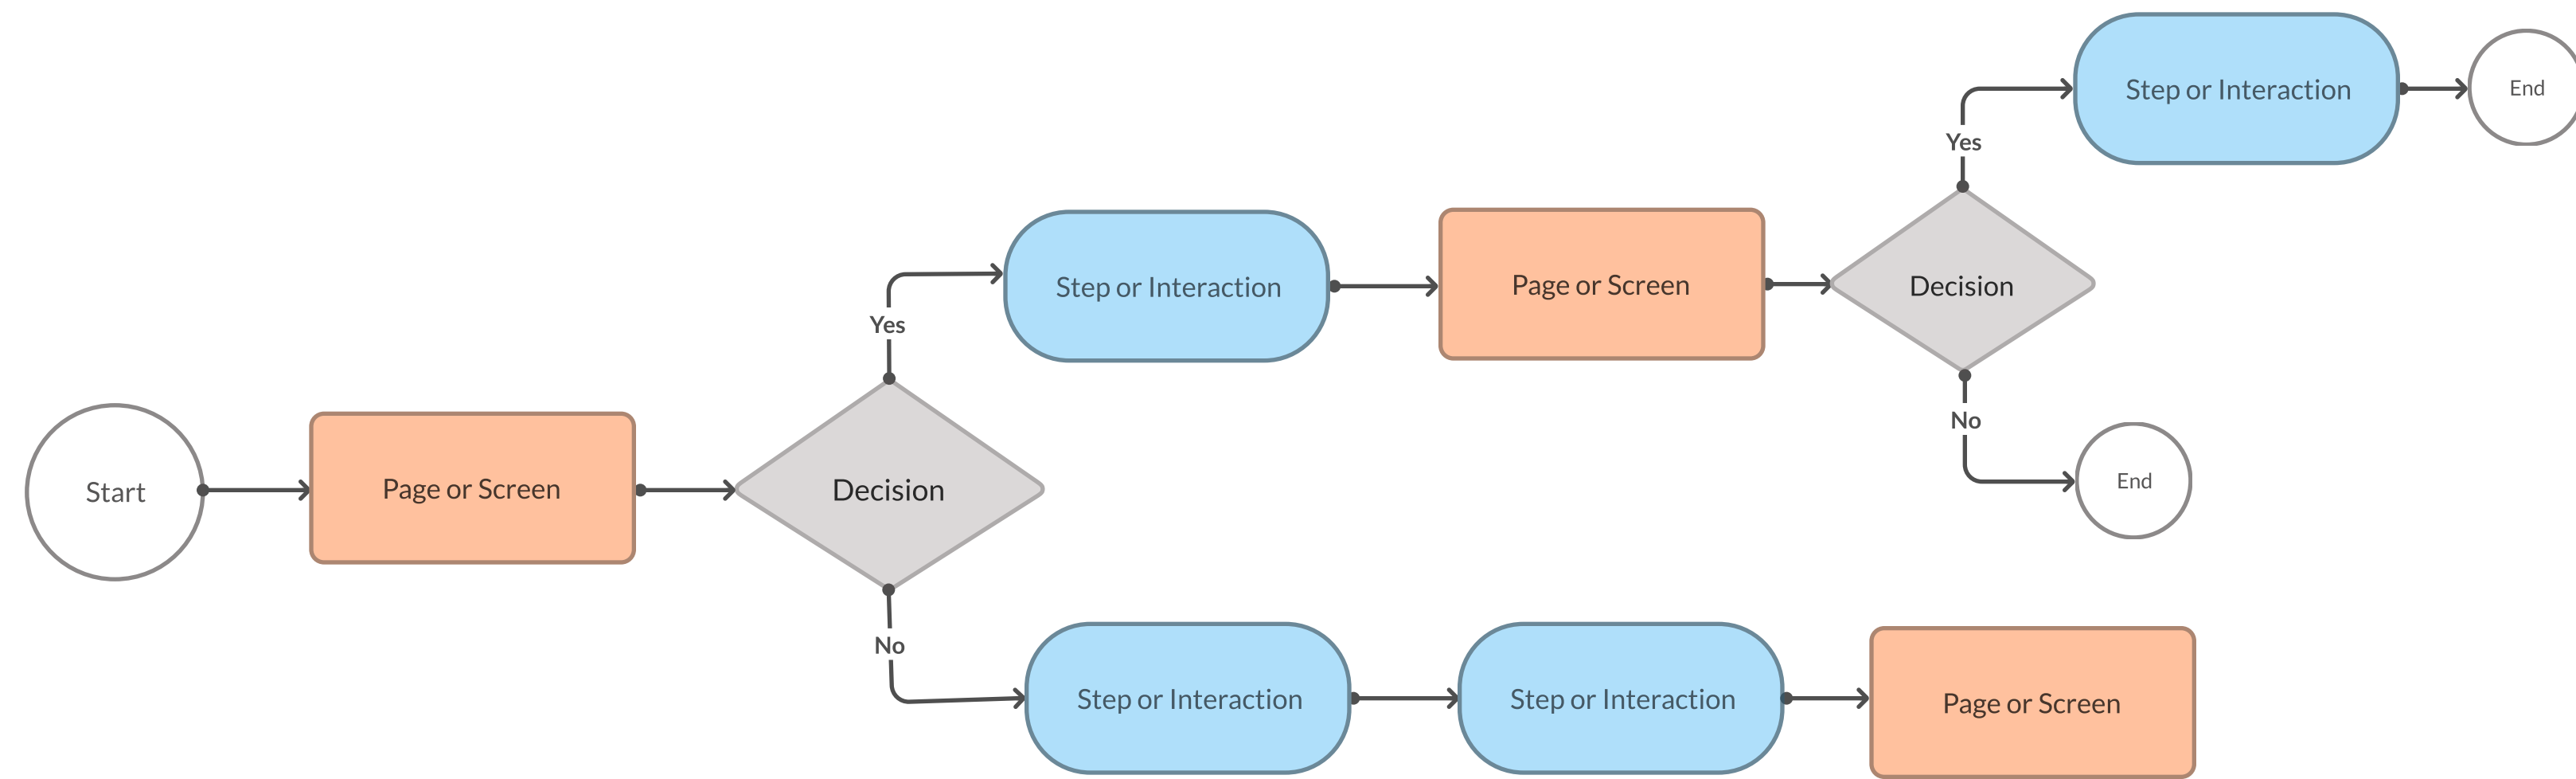 Start
Page or Screen
Decision
Yes
Step or Interaction
Page or Screen
Decision
Yes
Step or Interaction
End
No
End
No
Step or Interaction
Step or Interaction
Page or Screen